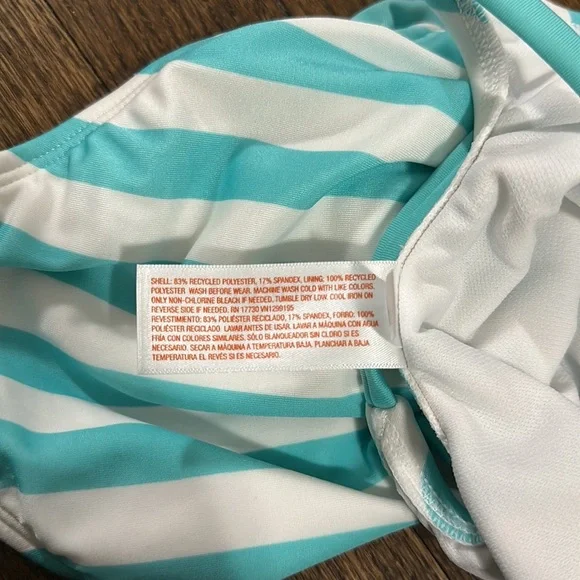 SHELL: 83% RECYCLED POLYESTER, 17% SPANDEX, LINING: 100% RECYCLED
POLYESTER. WASH BEFORE WEAR. MACHINE WASH COLD WITH LIKE COLORS.
ONLY NON-CHLORINE BLEACH IF NEEDED. TUMBLE DRY LOW. COOL IRON ON
REVERSE SIDE IF NEEDED. RN 17730 VN1299195
REVESTIMIENTO: 83% POLIÉSTER RECICLADO, 17% SPANDEX, FORRO: 100%
POLIÉSTER RECICLADO. LAVAR ANTES DE USAR. LAVAR A MÁQUINA CON AGUA
FRÍA CON COLORES SIMILARES. SÓLO BLANQUEADOR SIN CLORO SI ES
NECESARIO. SECAR A MÁQUINA A TEMPERATURA BAJA. PLANCHAR A BAJA
TEMPERATURA EL REVÉS SI ES NECESARIO.